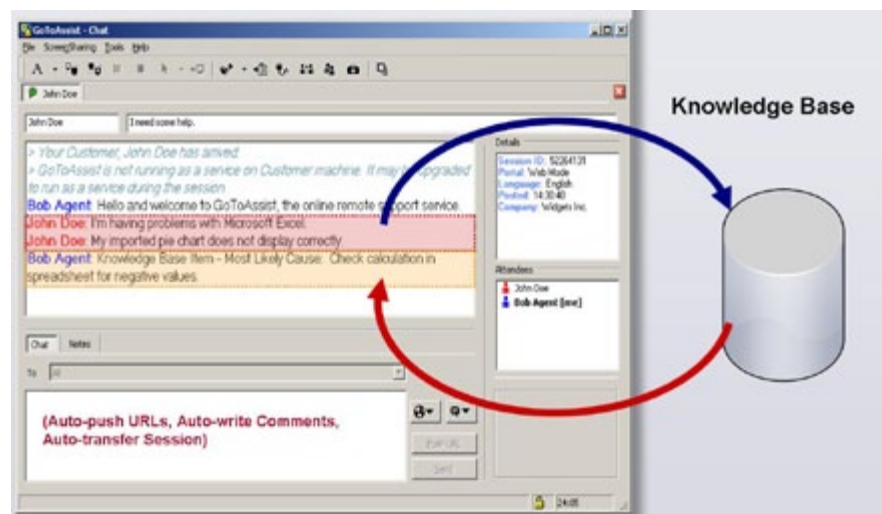 GoToAssist - Chat
File ScreenSharing Tools Help
John Doe
John Doe I need some help.
> Your Customer, John Doe has arrived.
> GoToAssist is not running as a service on Customer machine. It may be upgraded
to run as a service during the session
Bob Agent: Hello and welcome to GoToAssist, the online remote support service.
John Doe: I'm having problems with Microsoft Excel.
John Doe: My imported pie chart does not display correctly.
Bob Agent: Knowledge Base Item - Most Likely Cause: Check calculation in
spreadsheet for negative values.
Details
Session ID: 52264131
Portal: Web Mode
Language: English
Posted: 14:30:40
Company: Widgets Inc.
Attendees
John Doe
Bob Agent [me]
Chat Notes
To All
(Auto-push URLs, Auto-write Comments,
Auto-transfer Session)
Push URL
Send
24:05
Knowledge Base